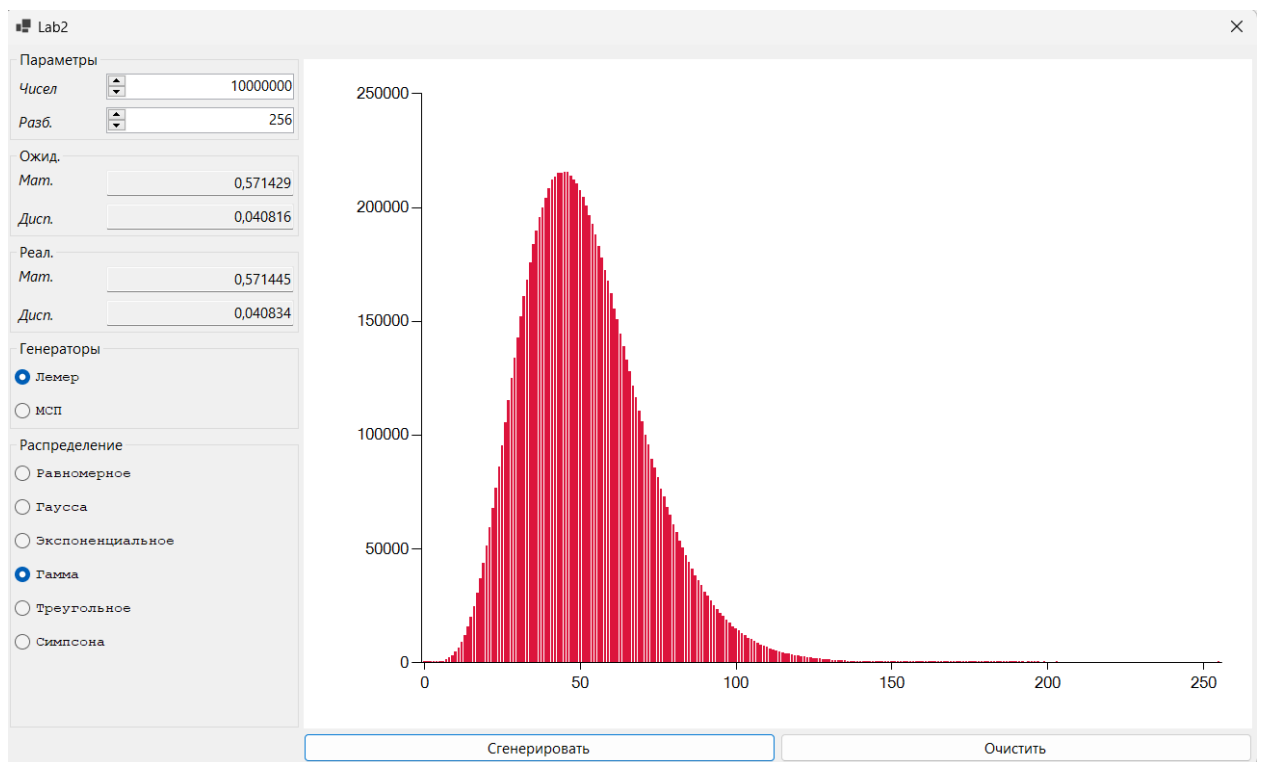 Lab2
Параметры
Чисел 10000000
Разб. 256
Ожид.
Мат. 0,571429
Дисп. 0,040816
Реал.
Мат. 0,571445
Дисп. 0,040834
Генераторы
Лемер
МСП
Распределение
Равномерное
Гаусса
Экспоненциальное
Гамма
Треугольное
Симпсона
250000
200000
150000
100000
50000
0
0 50 100 150 200 250
Сгенерировать Очистить